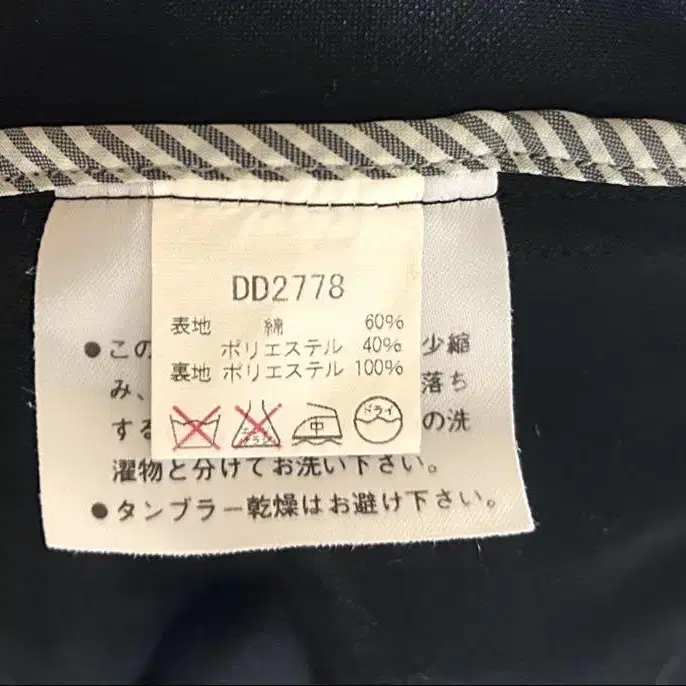 DD2778
表地 綿 60%
ポリエステル 40%
裏地 ポリエステル 100%
中
ドライ
●この 少縮
み、 落ち
する の洗
濯物と分けてお洗い下さい。
●タンブラー乾燥はお避け下さい。